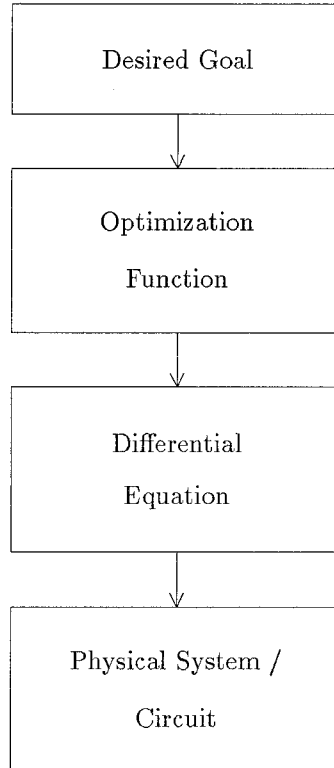 Desired Goal
Optimization
Function
Differential
Equation
Physical System /
Circuit